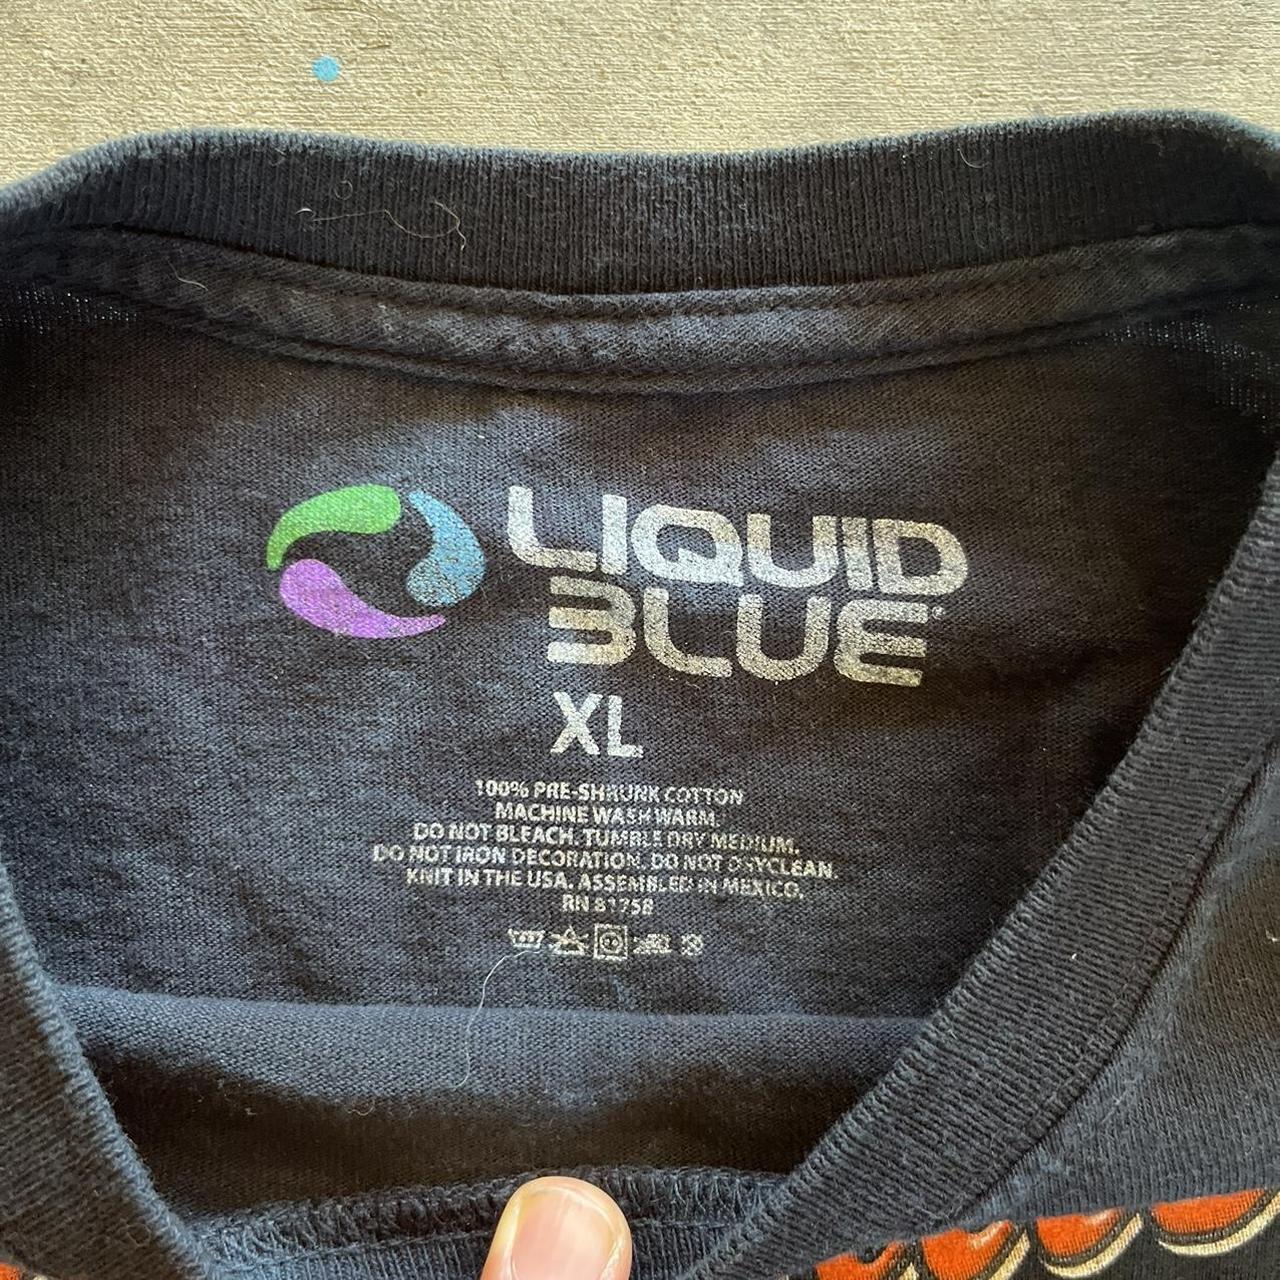 LIQUID
BLUE
XL
100% PRE-SHRUNK COTTON
MACHINE WASH WARM.
DO NOT BLEACH. TUMBLE DRY MEDIUM.
DO NOT IRON DECORATION. DO NOT DRYCLEAN.
KNIT IN THE USA. ASSEMBLED IN MEXICO.
RN 81758